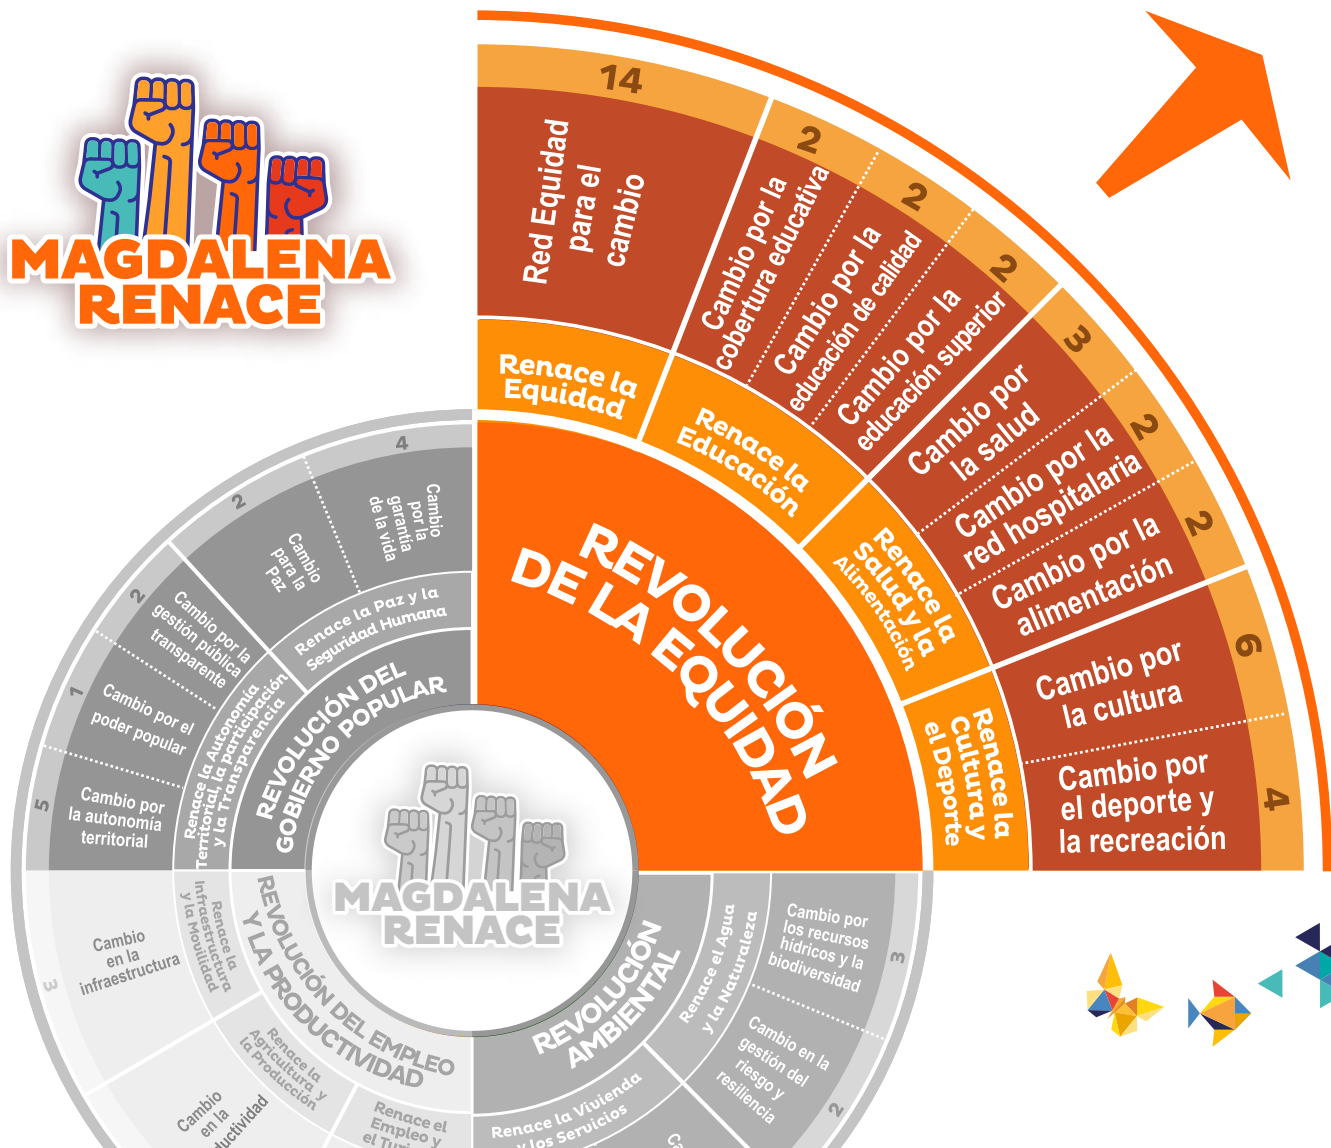 MAGDALENA
RENACE
14
Red Equidad
para el
cambio
2
Cambio por la
cobertura educativa
2
Cambio por la
educación de calidad
2
Cambio por la
educación superior
3
Cambio por
la salud
2
Cambio por la
red hospitalaria
2
Cambio por la
alimentación
6
Cambio por
la cultura
4
Cambio por
el deporte y
la recreación
Renace la
Equidad
Renace la
Educación
Renace la
Salud y la
Alimentación
Renace la
Cultura y
el Deporte
REVOLUCIÓN
DE LA EQUIDAD
4
Cambio
por la
garantía
de la vida
2
Cambio
para la
Paz
2
Cambio por la
gestión pública
transparente
1
Cambio por el
poder popular
5
Cambio por
la autonomía
territorial
Renace la Paz y la
Seguridad Humana
Renace la Autonomía
Territorial, la participación
y la Transparencia
REVOLUCIÓN DEL
GOBIERNO POPULAR
MAGDALENA
RENACE
3
Cambio
en la
infraestructura
Renace la
Infraestructura
y la Movilidad
REVOLUCIÓN DEL EMPLEO
Y LA PRODUCTIVIDAD
Renace la
Agricultura y
la Producción
Cambio
en la
Renace el
Empleo y
REVOLUCIÓN
AMBIENTAL
Renace el Agua
y la Naturaleza
Cambio por
los recursos
hídricos y la
biodiversidad
3
Cambio en la
gestión del
riesgo y
resiliencia
2
Renace la Vivienda
y los Servicios